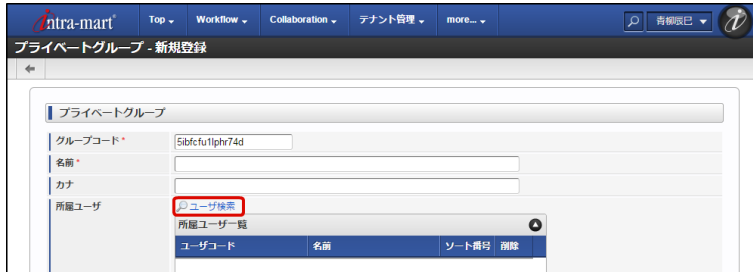 intra-mart Top Workflow Collaboration テナント管理 more... 青柳辰巳
プライベートグループ - 新規登録
プライベートグループ
グループコード * 5ibfcfu1lphr74d
名前 *
カナ
所属ユーザ ユーザ検索
所属ユーザ一覧
ユーザコード 名前 ソート番号 削除